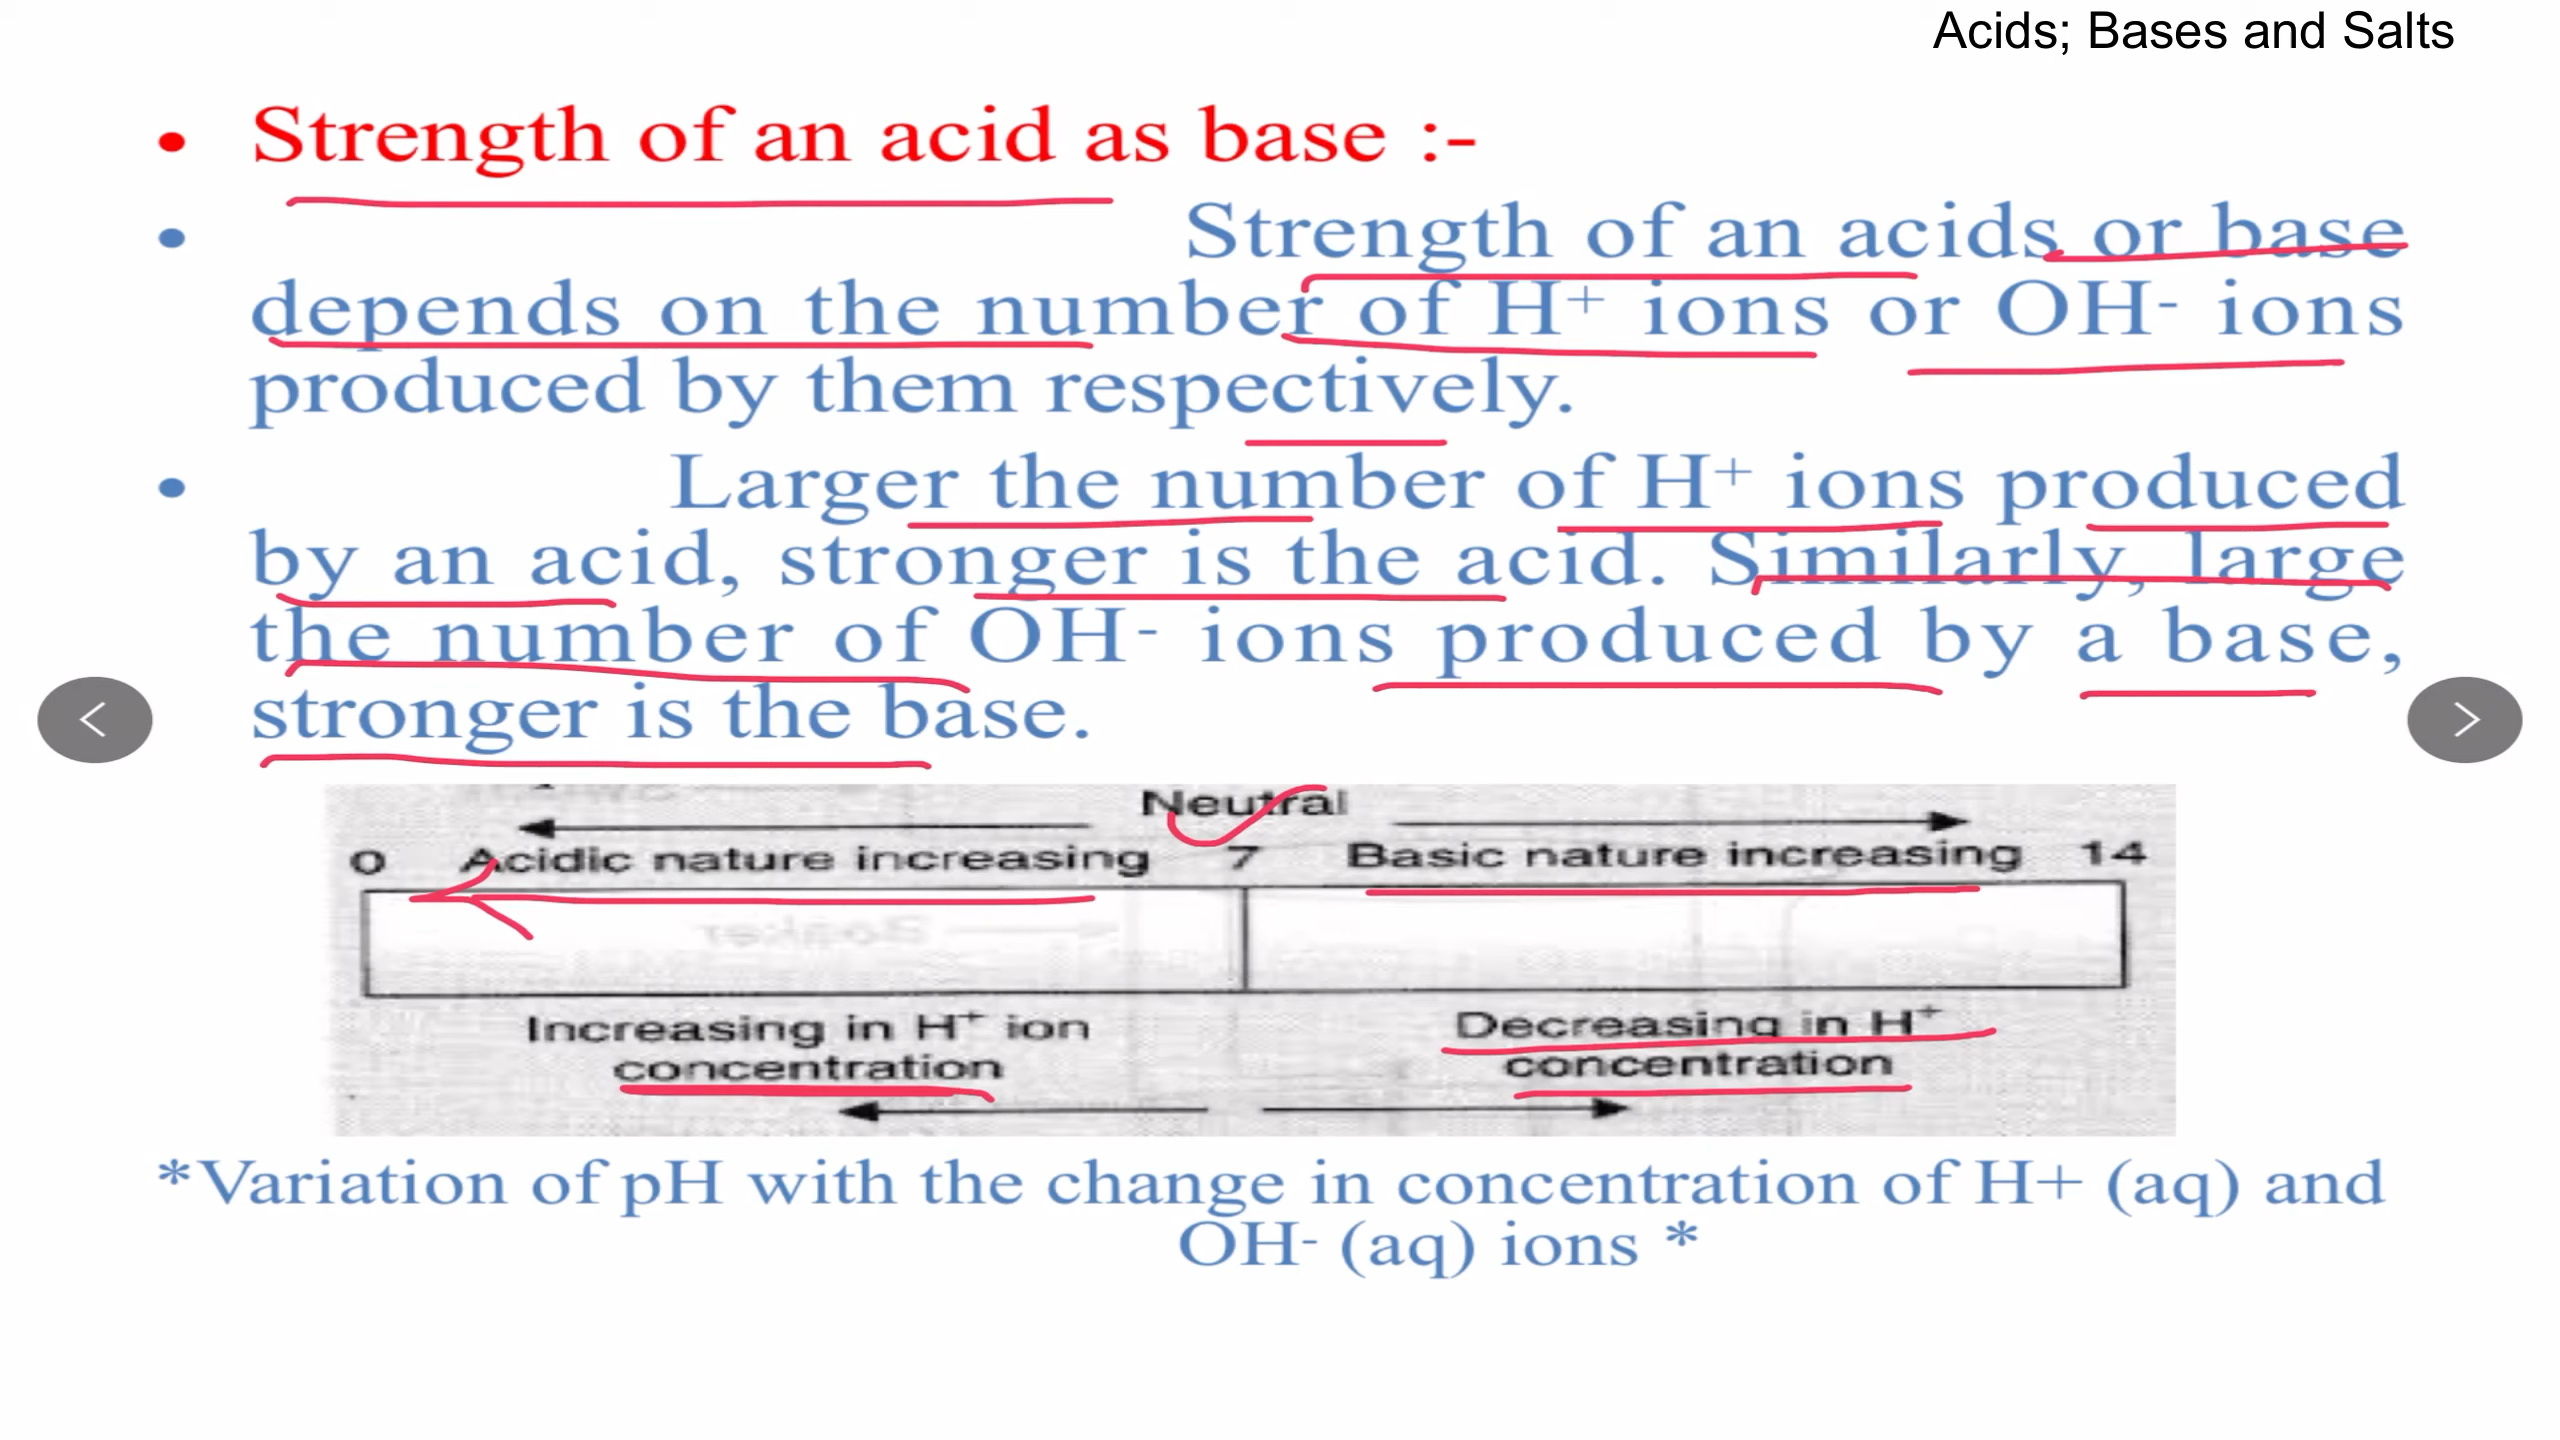 Acids; Bases and Salts
• Strength of an acid as base :-
• Strength of an acids or base
depends on the number of H⁺ ions or OH⁻ ions
produced by them respectively.
• Larger the number of H⁺ ions produced
by an acid, stronger is the acid. Similarly, large
the number of OH⁻ ions produced by a base,
stronger is the base.
Neutral
0 Acidic nature increasing 7 Basic nature increasing 14
Increasing in H⁺ ion
concentration
Decreasing in H⁺
concentration
*Variation of pH with the change in concentration of H+ (aq) and
OH⁻ (aq) ions *